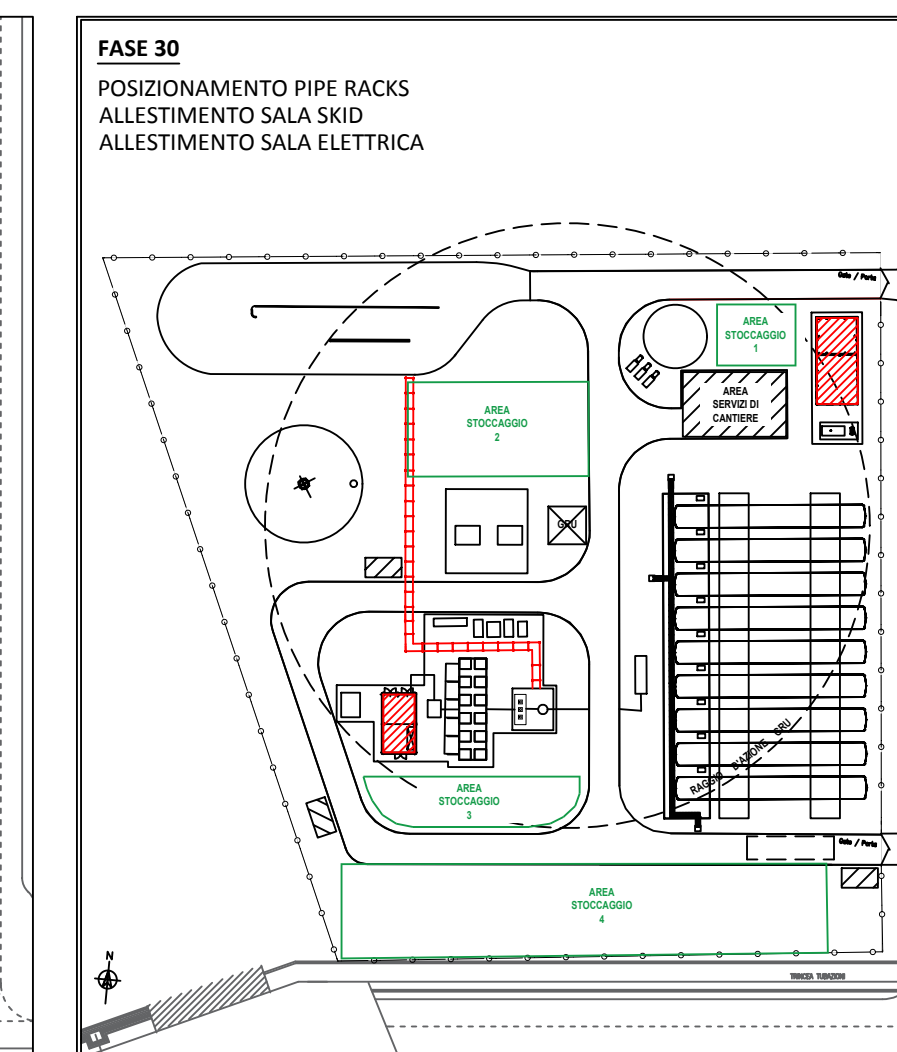 FASE 30
POSIZIONAMENTO PIPE RACKS
ALLESTIMENTO SALA SKID
ALLESTIMENTO SALA ELETTRICA
Gate / Porta
AREA
STOCCAGGIO
1
AREA
SERVIZI DI
CANTIERE
AREA
STOCCAGGIO
2
GRU
RAGGIO D'AZIONE GRU
AREA
STOCCAGGIO
3
Gate / Porta
AREA
STOCCAGGIO
4
N
TRINCEA TUBAZIONI